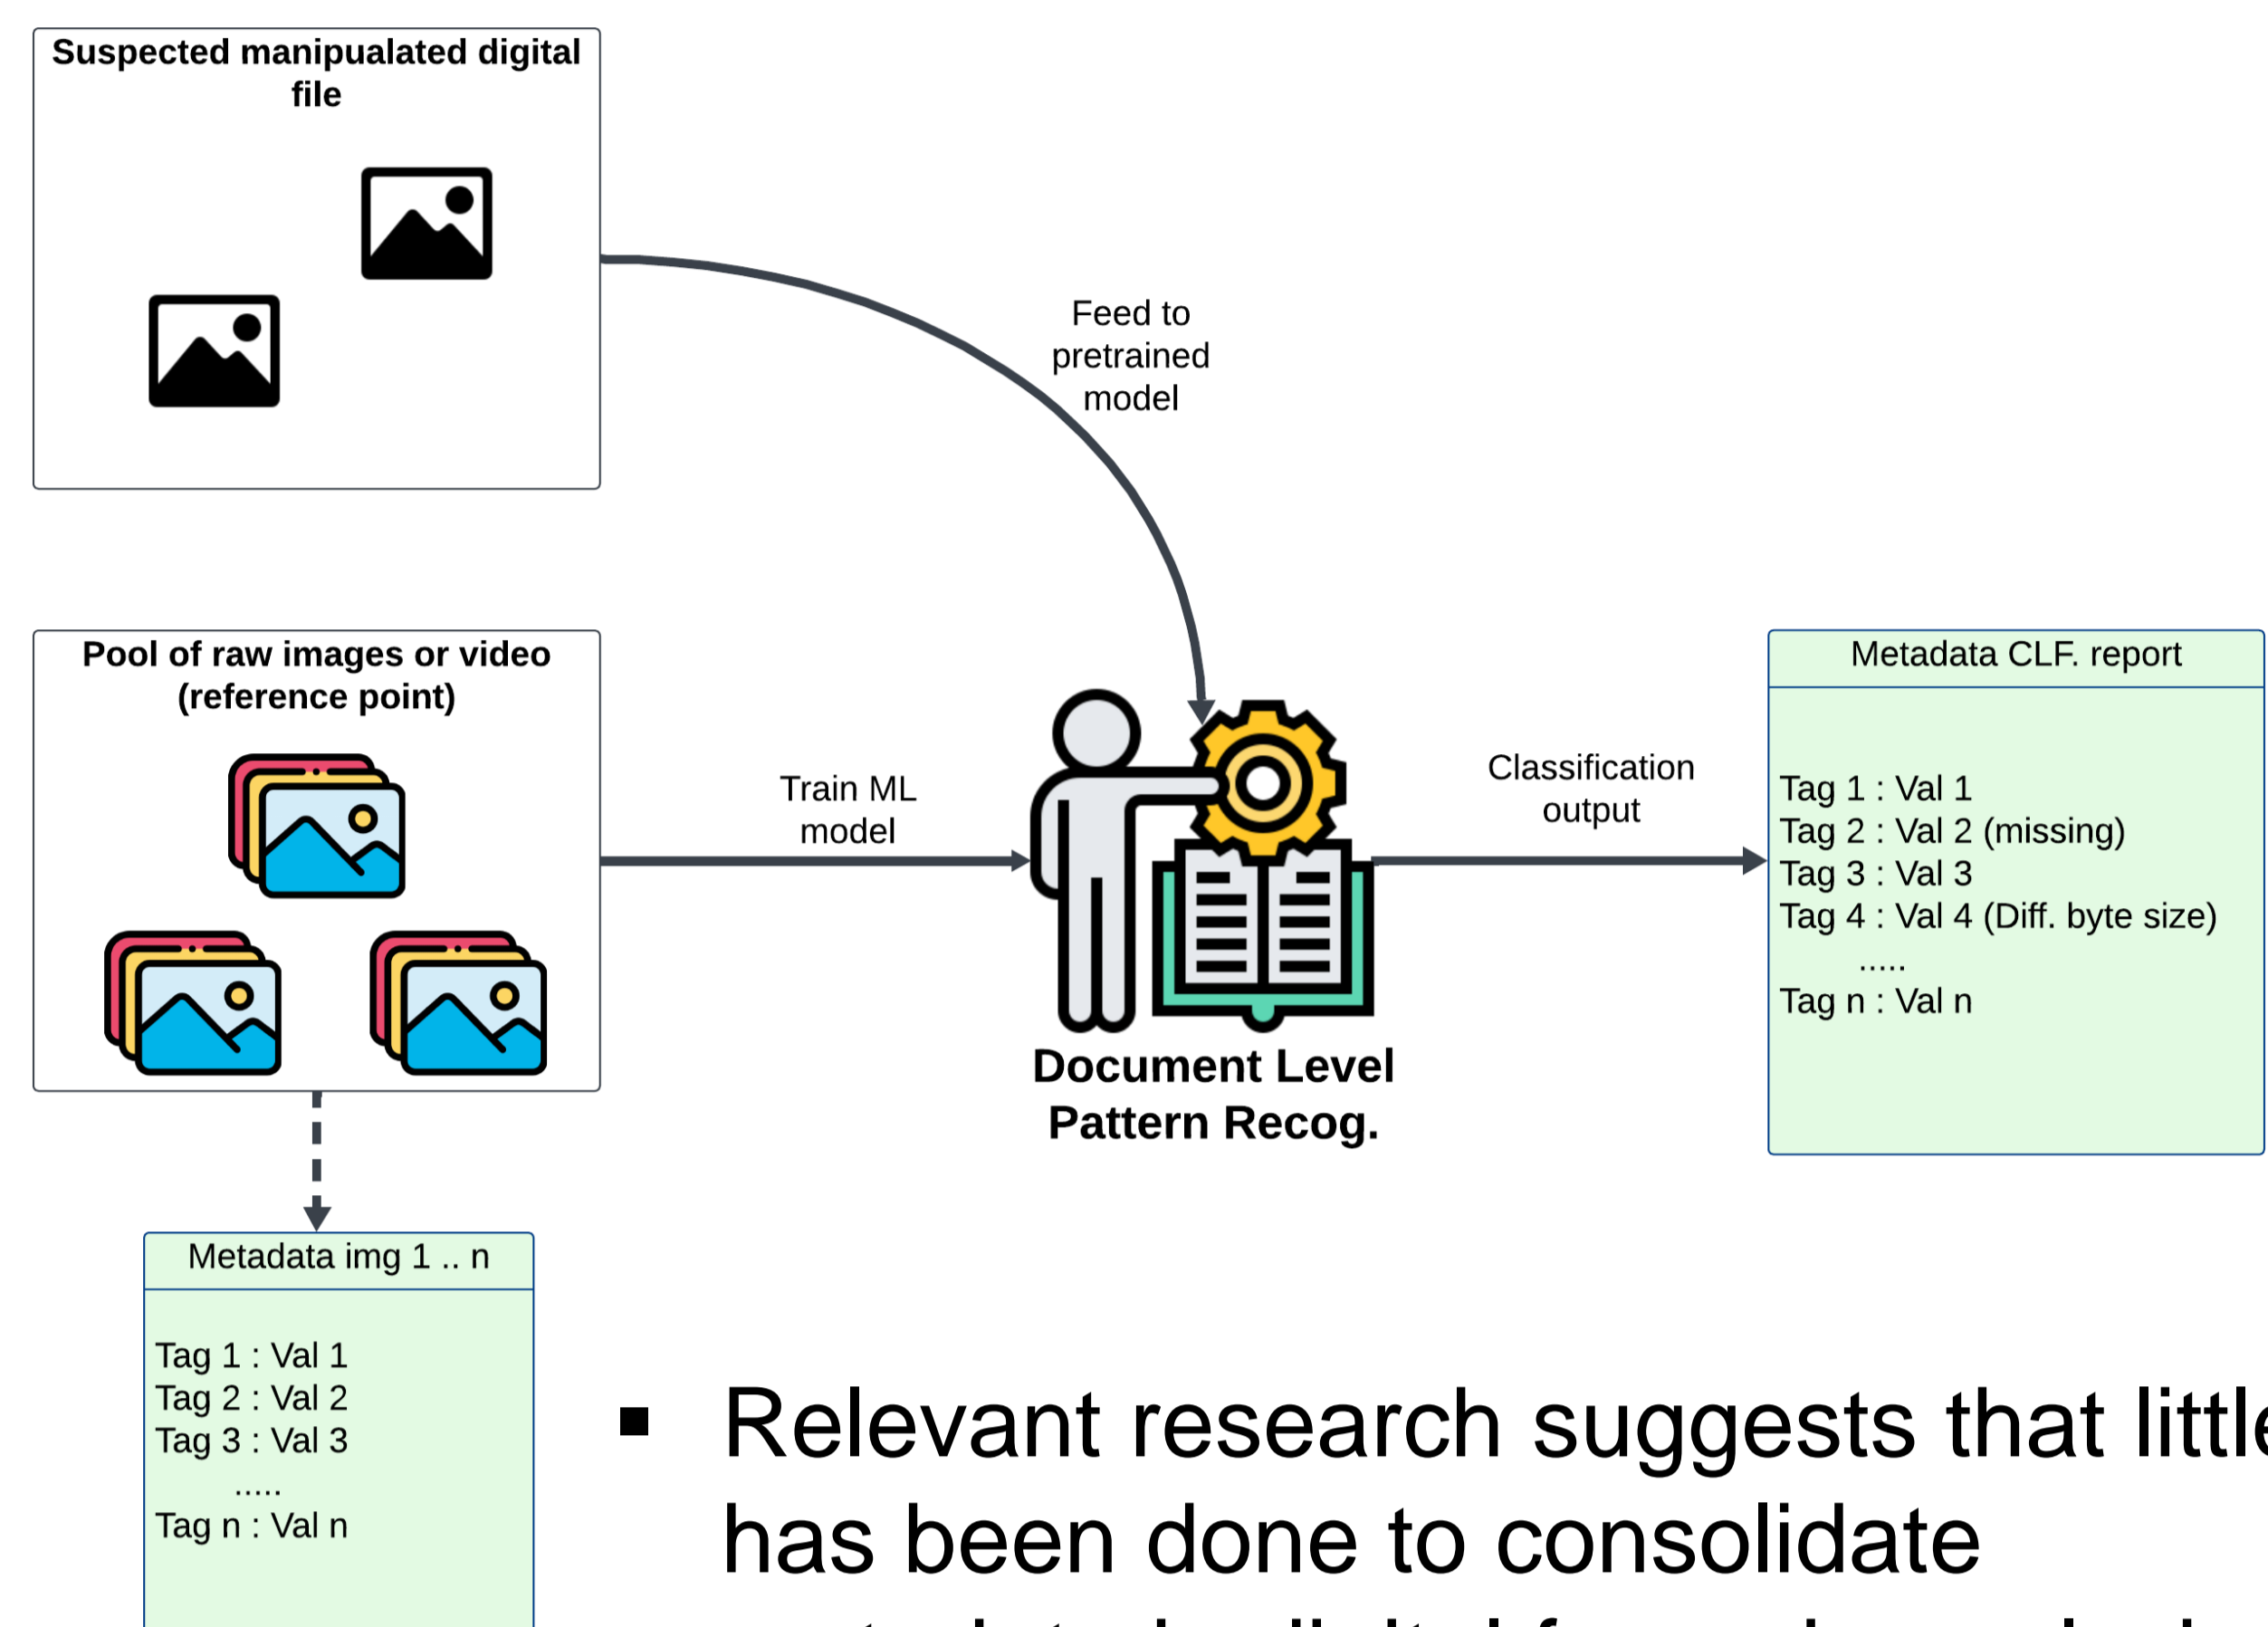 Suspected manipualated digital
file
Feed to
pretrained
model
Pool of raw images or video
(reference point)
Train ML
model
Document Level
Pattern Recog.
Classification
output
Metadata CLF. report
Tag 1 : Val 1
Tag 2 : Val 2 (missing)
Tag 3 : Val 3
Tag 4 : Val 4 (Diff. byte size)
.....
Tag n : Val n
Metadata img 1 .. n
Tag 1 : Val 1
Tag 2 : Val 2
Tag 3 : Val 3
.....
Tag n : Val n
▪ Relevant research suggests that little
has been done to consolidate